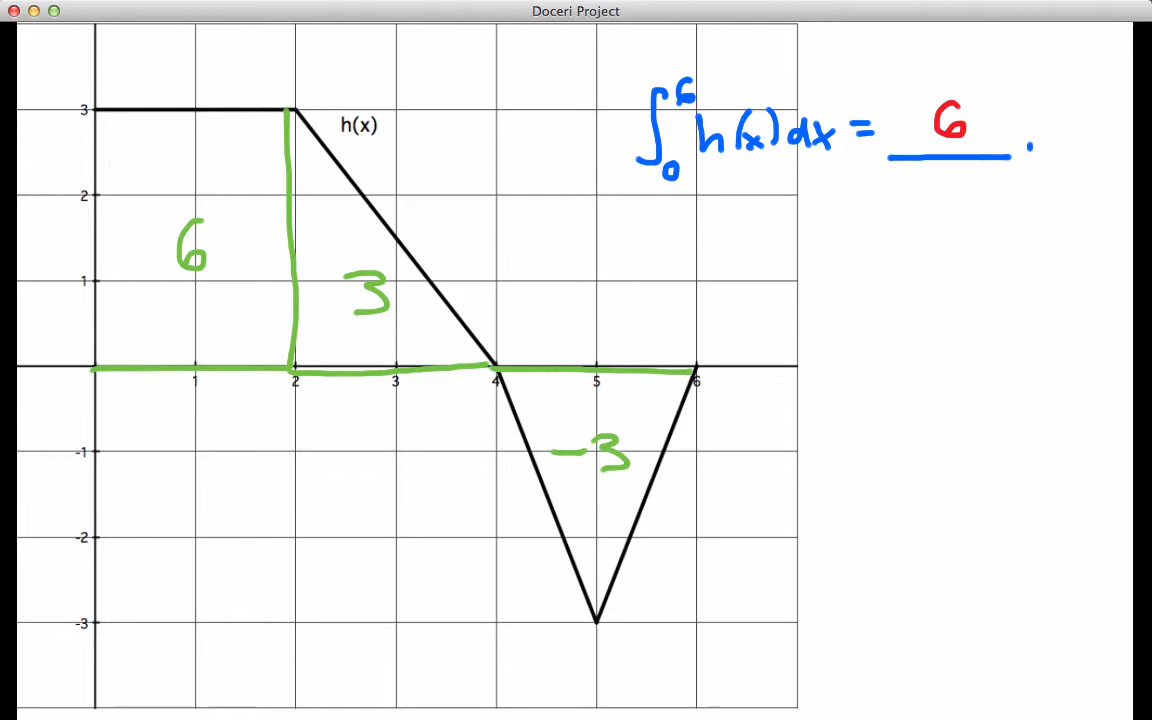 Doceri Project
3
h(x)
∫₀⁶ h(x) dx = 6 .
2
6
1
3
1 2 3 4 5 6
-1
-3
-2
-3